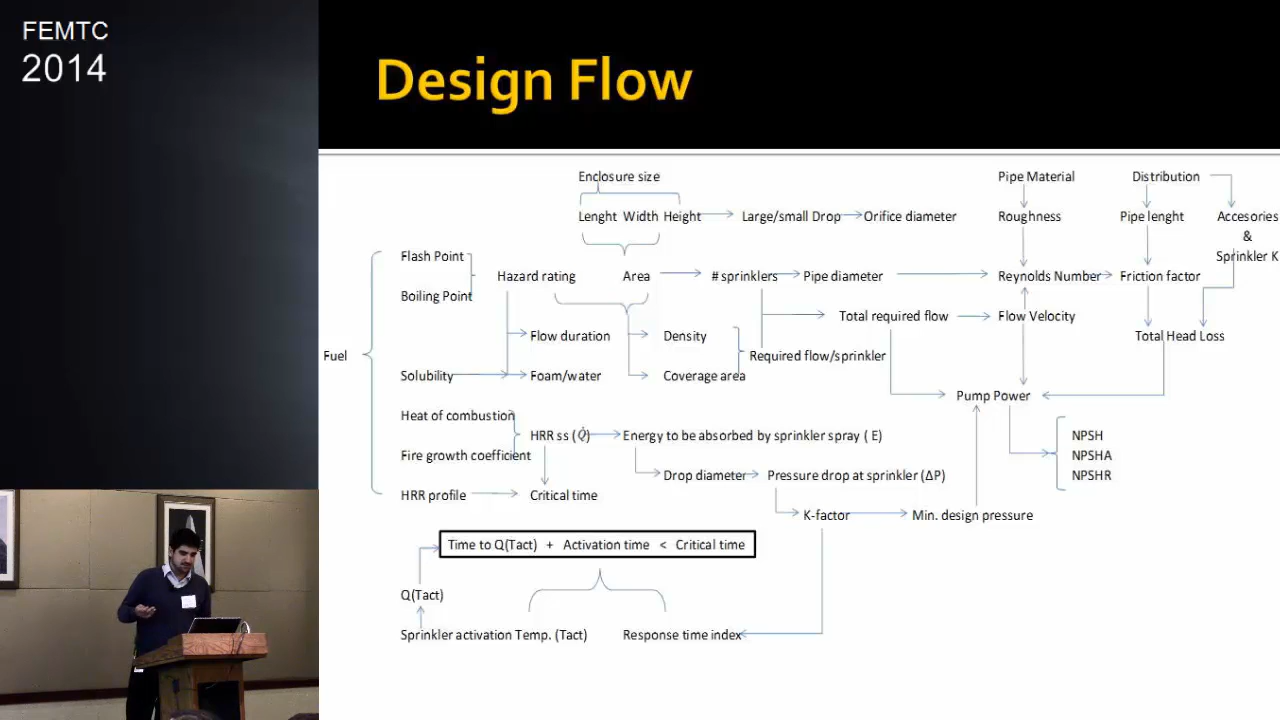 FEMTC
2014
Design Flow
Enclosure size
Pipe Material
Distribution
Lenght Width Height
Large/small Drop
Orifice diameter
Roughness
Pipe lenght
Accesories
&
Sprinkler K
Flash Point
Hazard rating
Area
# sprinklers
Pipe diameter
Reynolds Number
Friction factor
Boiling Point
Total required flow
Flow Velocity
Flow duration
Density
Total Head Loss
Fuel
Required flow/sprinkler
Solubility
Foam/water
Coverage area
Pump Power
Heat of combustion
HRR ss (Q̇)
Energy to be absorbed by sprinkler spray ( E)
NPSH
Fire growth coefficient
NPSHA
Drop diameter
Pressure drop at sprinkler (ΔP)
NPSHR
HRR profile
Critical time
K-factor
Min. design pressure
Time to Q(Tact) + Activation time < Critical time
Q(Tact)
Sprinkler activation Temp. (Tact)
Response time index